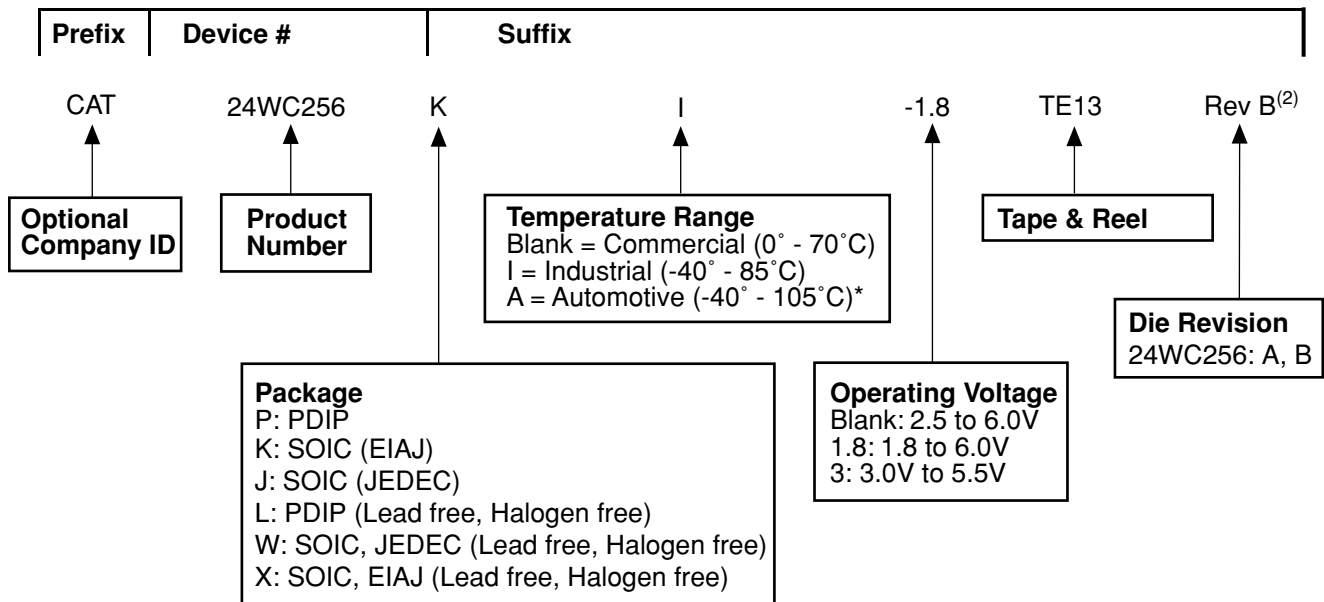 Prefix Device # Suffix
CAT 24WC256 K I -1.8 TE13 Rev B(2)
Optional
Company ID
Product
Number
Temperature Range
Blank = Commercial (0˚ - 70˚C)
I = Industrial (-40˚ - 85˚C)
A = Automotive (-40˚ - 105˚C)*
Tape & Reel
Die Revision
24WC256: A, B
Package
P: PDIP
K: SOIC (EIAJ)
J: SOIC (JEDEC)
L: PDIP (Lead free, Halogen free)
W: SOIC, JEDEC (Lead free, Halogen free)
X: SOIC, EIAJ (Lead free, Halogen free)
Operating Voltage
Blank: 2.5 to 6.0V
1.8: 1.8 to 6.0V
3: 3.0V to 5.5V